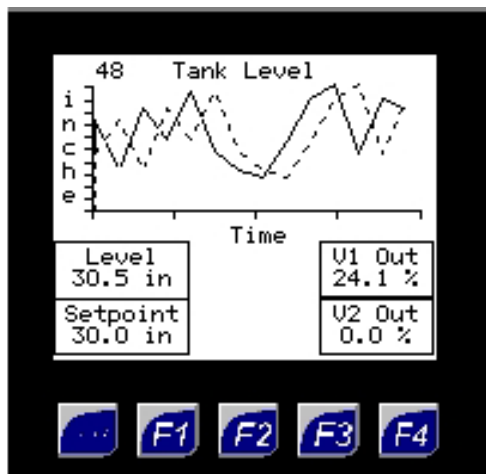 48 Tank Level
inche
Time
Level
30.5 in
Setpoint
30.0 in
V1 Out
24.1 %
V2 Out
0.0 %
F1 F2 F3 F4